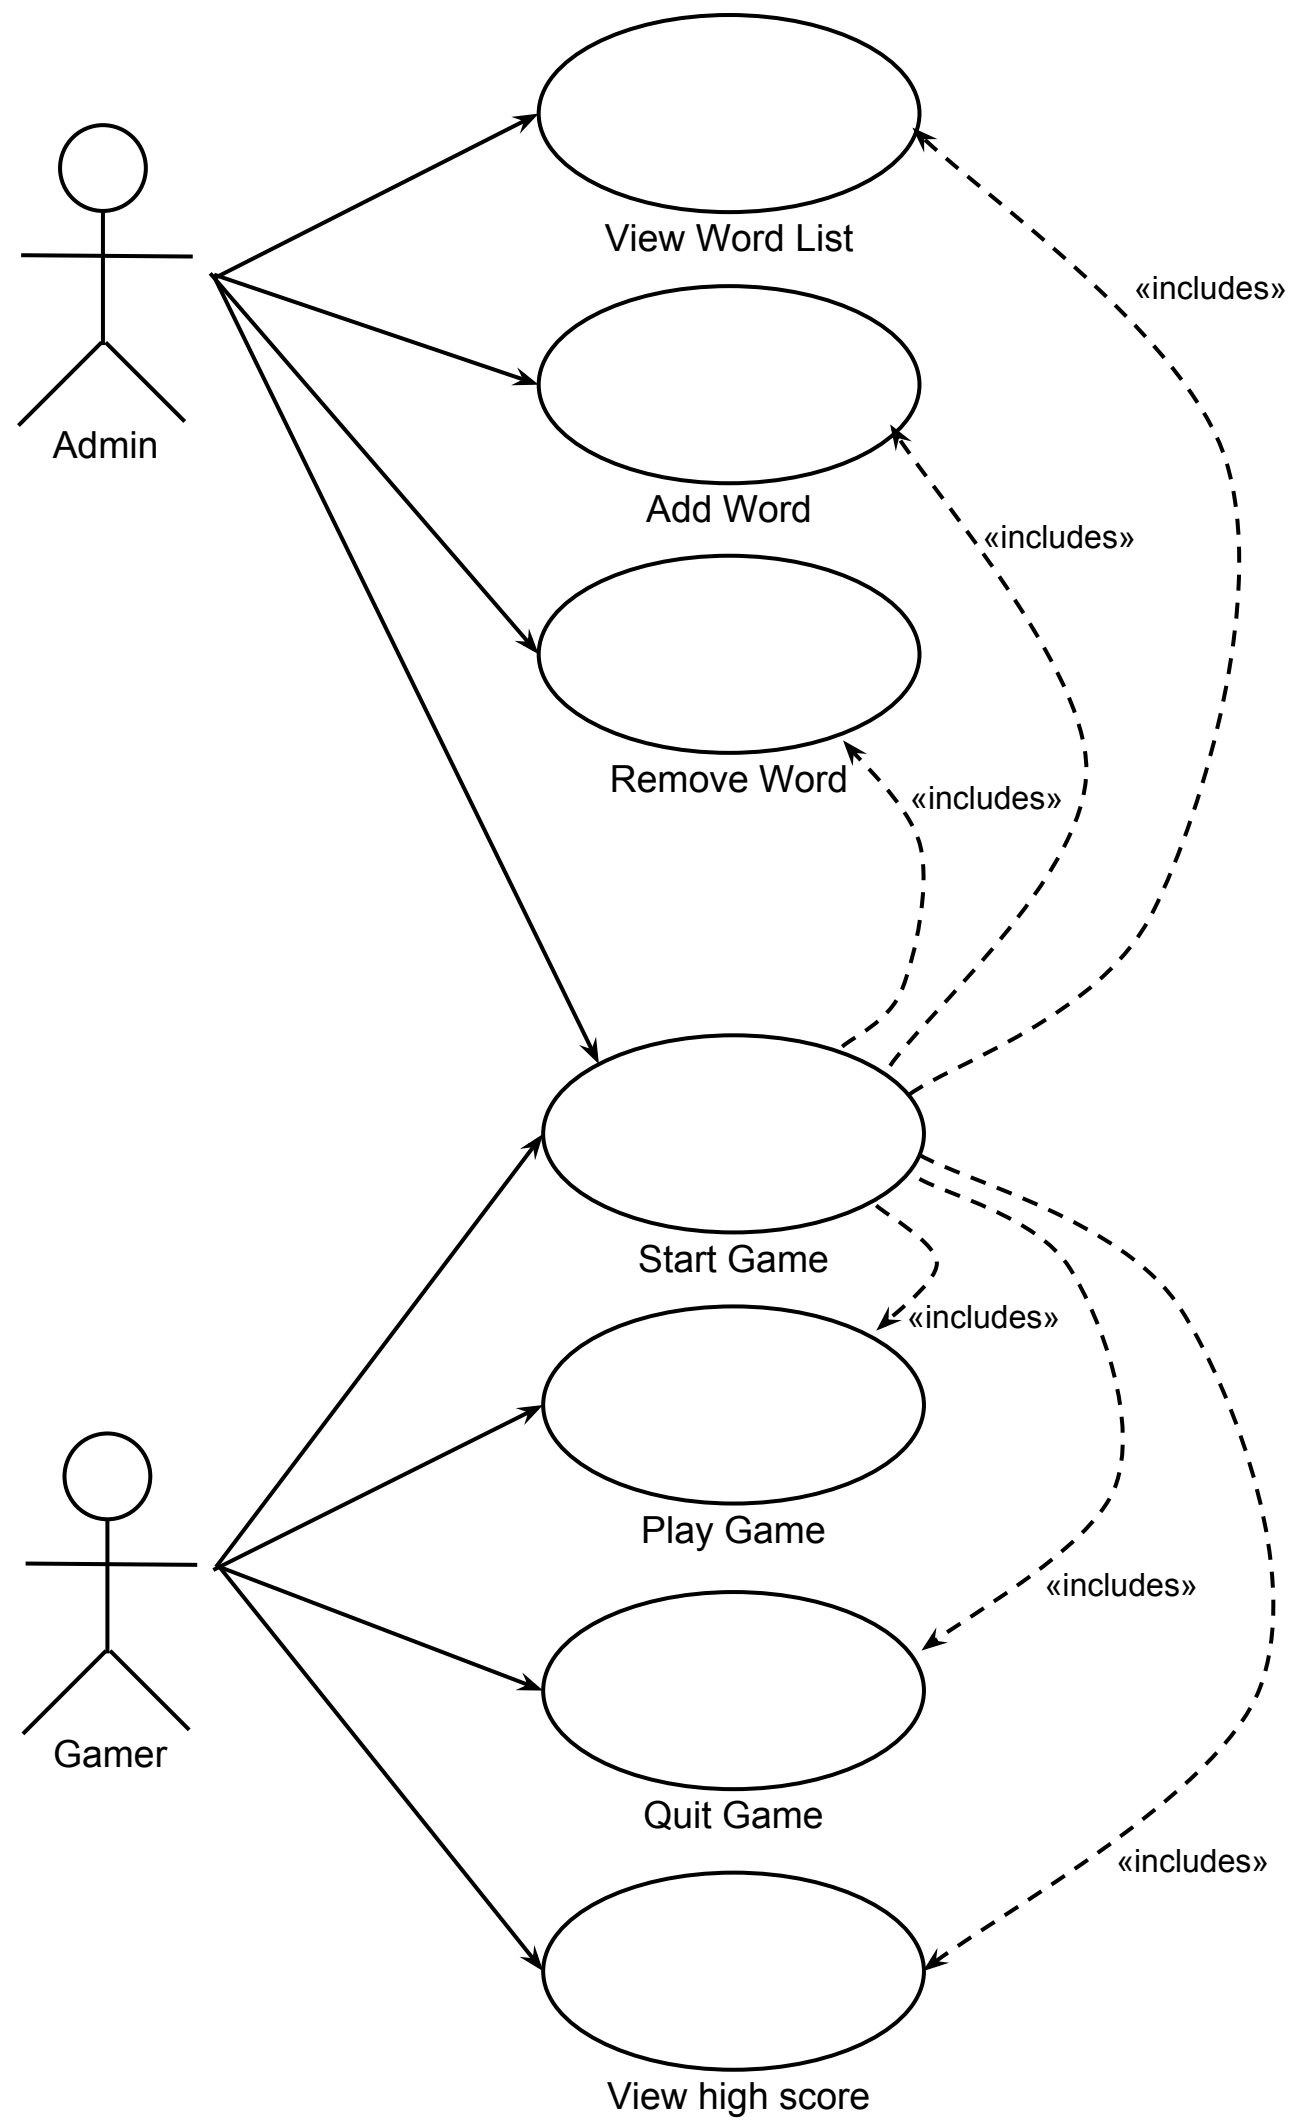 View Word List
«includes»
Admin
Add Word
«includes»
Remove Word
«includes»
Start Game
«includes»
Play Game
«includes»
Gamer
Quit Game
«includes»
View high score